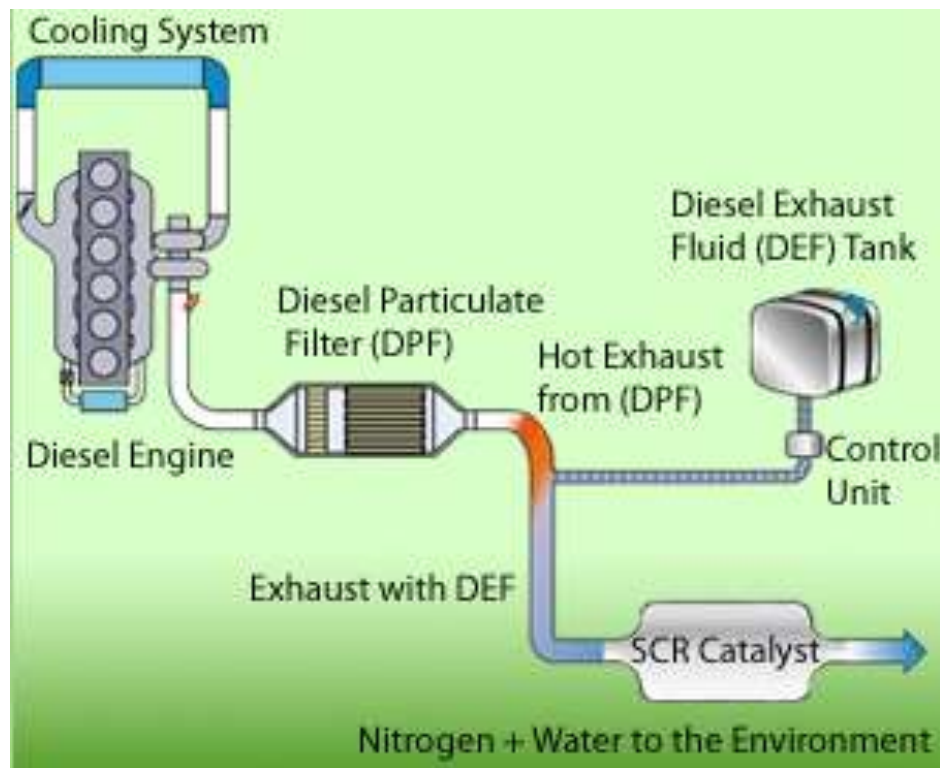 Cooling System
Diesel Exhaust
Fluid (DEF) Tank
Diesel Particulate
Filter (DPF)
Hot Exhaust
from (DPF)
Diesel Engine
Control
Unit
Exhaust with DEF
SCR Catalyst
Nitrogen + Water to the Environment